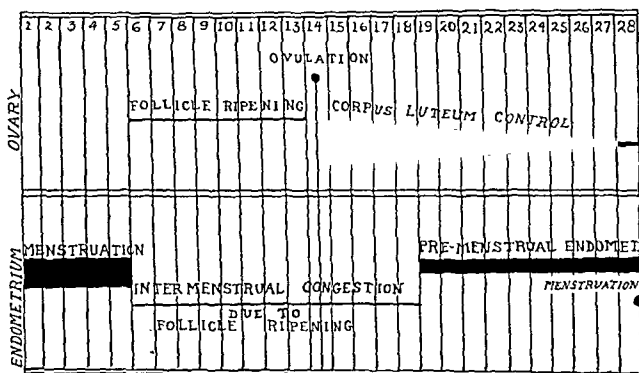 1 2 3 4 5 6 7 8 9 10 11 12 13 14 15 16 17 18 19 20 21 22 23 24 25 26 27 28
OVULATION
FOLLICLE RIPENING
CORPUS LUTEUM CONTROL
OVARY
MENSTRUATION
PRE-MENSTRUAL ENDOMET
INTERMENSTRUAL CONGESTION
MENSTRUATION
DUE TO
FOLLICLE RIPENING
ENDOMETRIUM